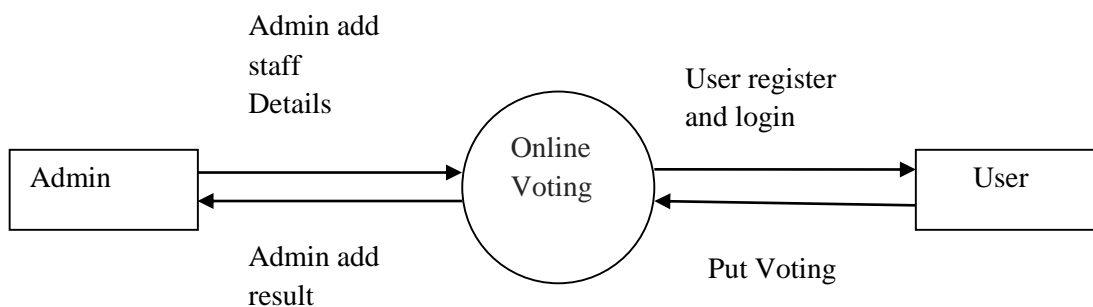 Admin add
staff
Details
User register
and login
Admin
Online
Voting
User
Admin add
result
Put Voting